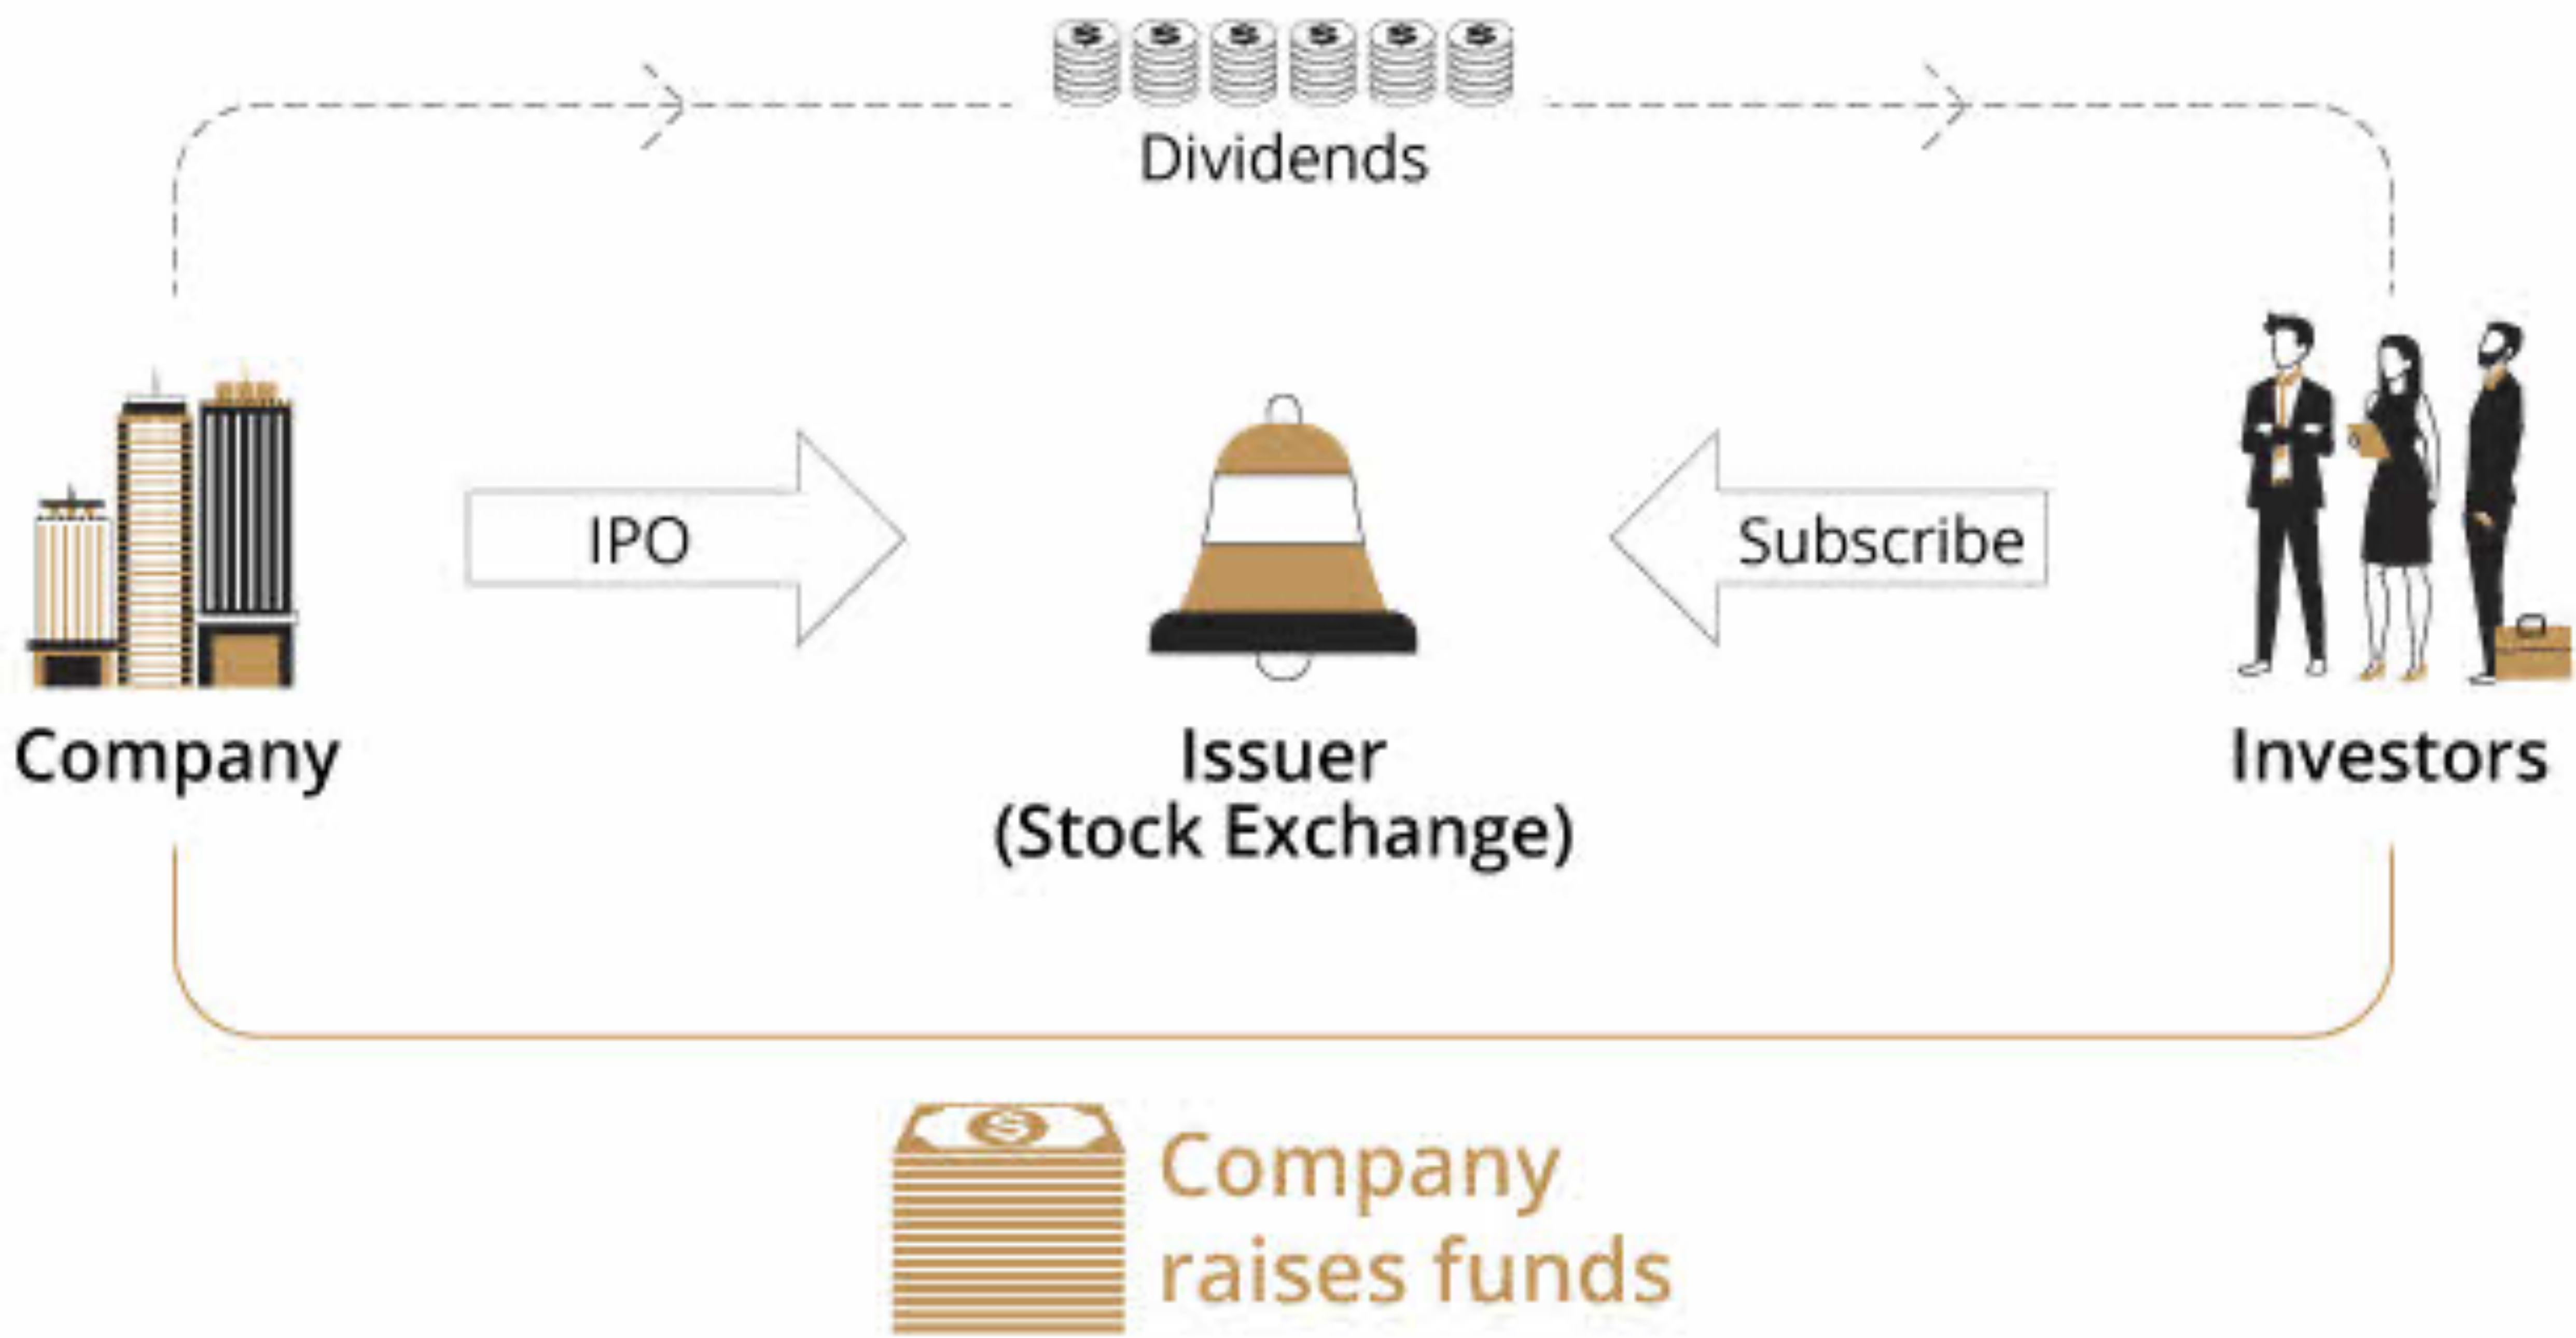 Dividends
IPO
Subscribe
Company
Issuer
(Stock Exchange)
Investors
Company
raises funds